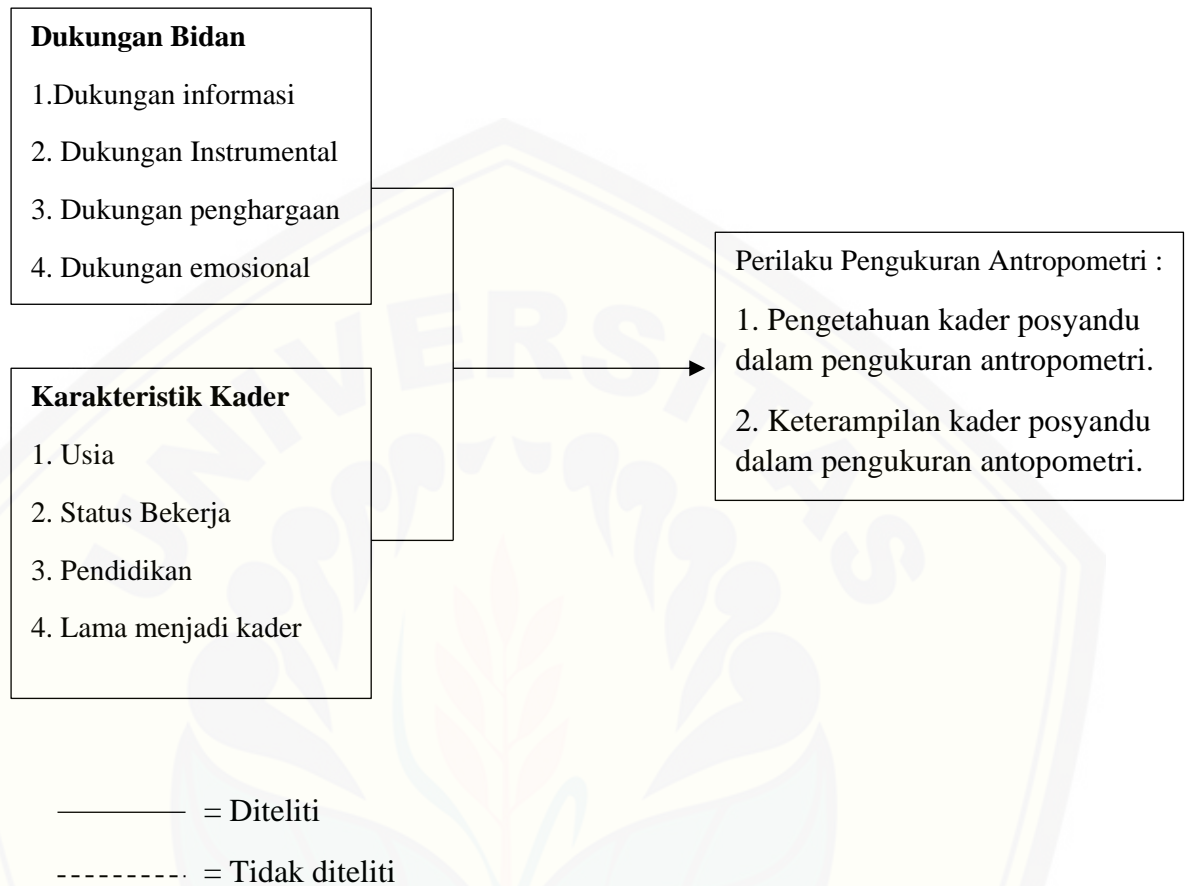 Dukungan Bidan
1.Dukungan informasi
2. Dukungan Instrumental
3. Dukungan penghargaan
4. Dukungan emosional
Karakteristik Kader
1. Usia
2. Status Bekerja
3. Pendidikan
4. Lama menjadi kader
Perilaku Pengukuran Antropometri :
1. Pengetahuan kader posyandu
dalam pengukuran antropometri.
2. Keterampilan kader posyandu
dalam pengukuran antopometri.
= Diteliti
= Tidak diteliti
UNIVERSITAS